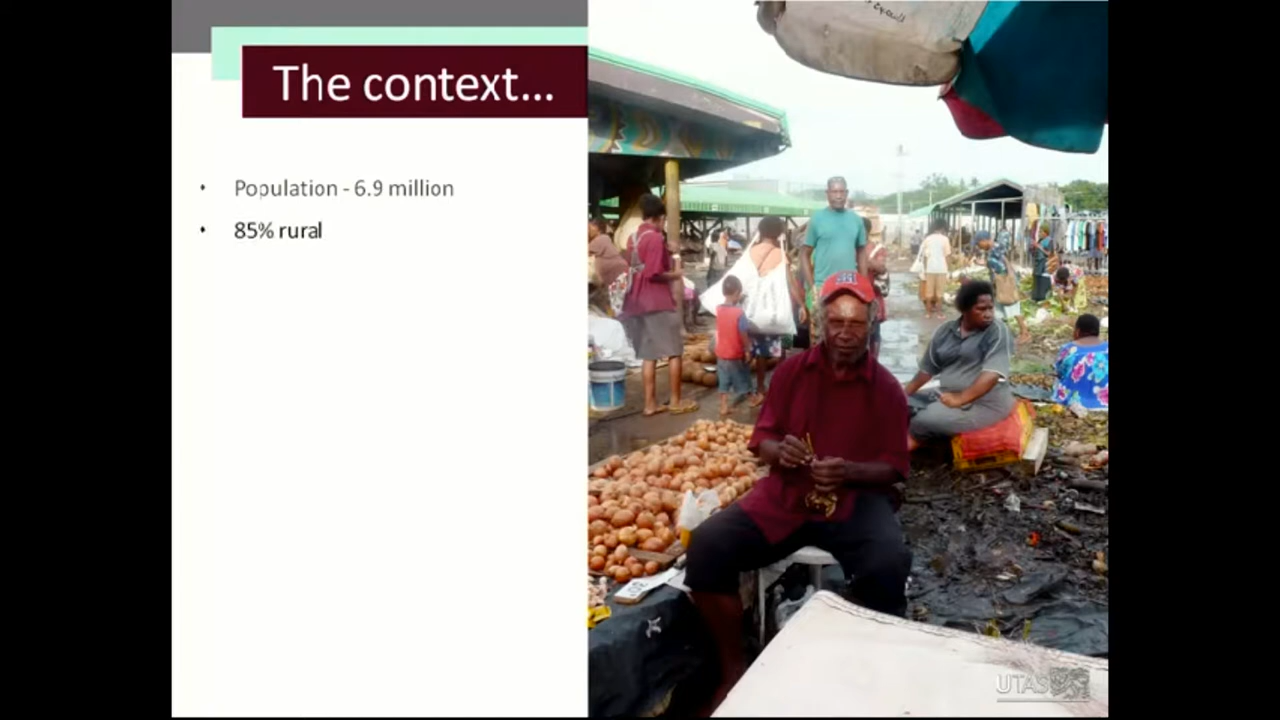 The context...
Population - 6.9 million
85% rural
UTAS